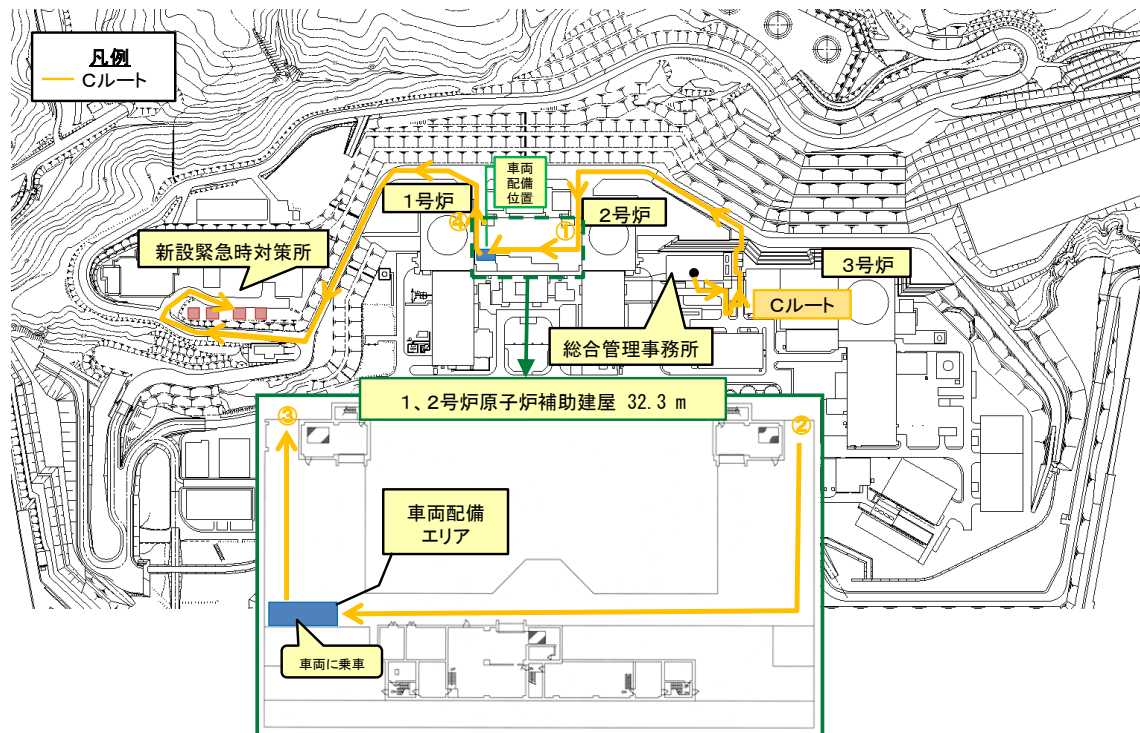 凡例
Cルート
車両
配備
位置
1号炉
④
①
2号炉
新設緊急時対策所
3号炉
Cルート
総合管理事務所
1、2号炉原子炉補助建屋 32.3 m
③
②
車両配備
エリア
車両に乗車